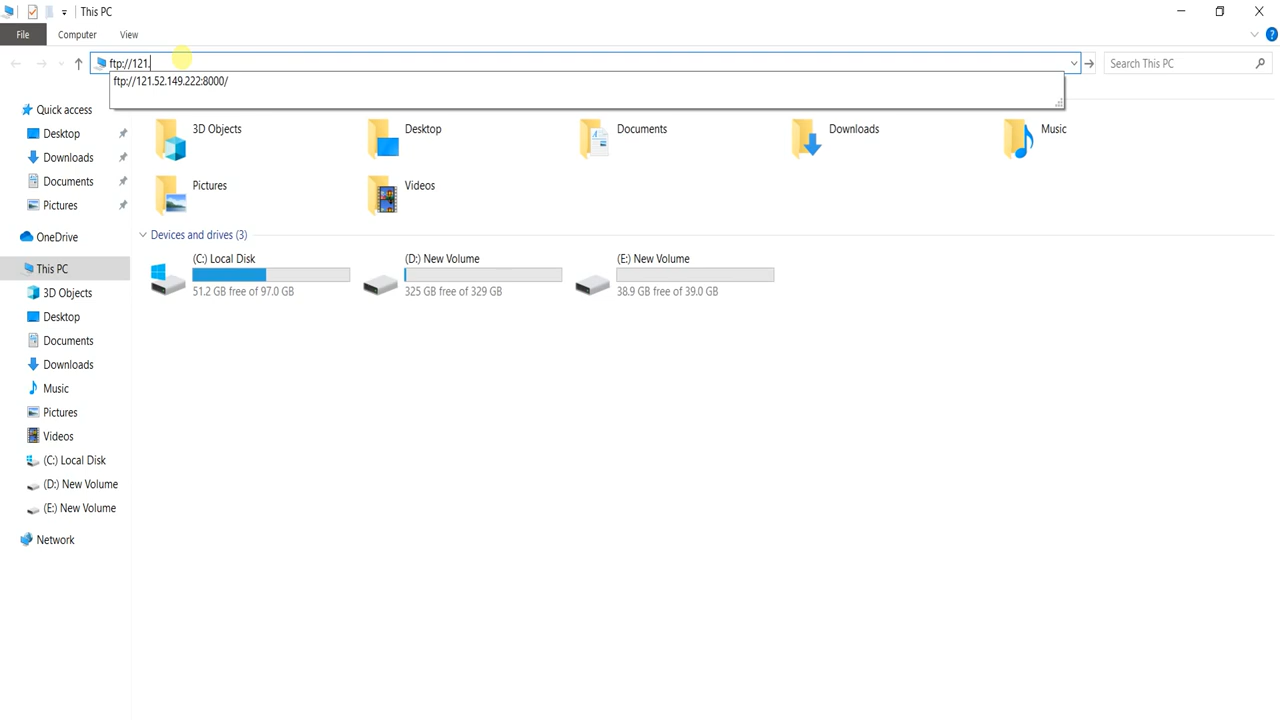 This PC
File
Computer
View
ftp://121.
Search This PC
ftp://121.52.149.222:8000/
Quick access
Desktop
Downloads
Documents
Pictures
OneDrive
This PC
3D Objects
Desktop
Documents
Downloads
Music
Pictures
Videos
(C:) Local Disk
(D:) New Volume
(E:) New Volume
Network
3D Objects
Desktop
Documents
Downloads
Music
Pictures
Videos
Devices and drives (3)
(C:) Local Disk
51.2 GB free of 97.0 GB
(D:) New Volume
325 GB free of 329 GB
(E:) New Volume
38.9 GB free of 39.0 GB